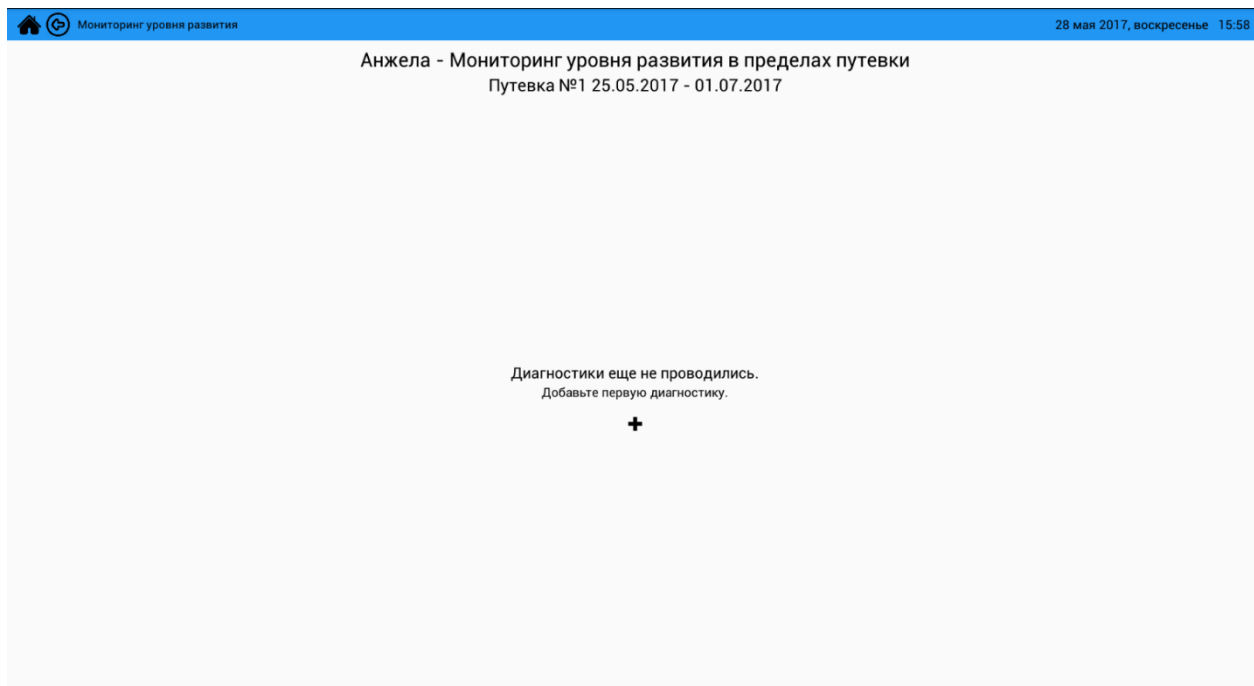 Мониторинг уровня развития
28 мая 2017, воскресенье 15:58
Анжела - Мониторинг уровня развития в пределах путевки
Путевка №1 25.05.2017 - 01.07.2017
Диагностики еще не проводились.
Добавьте первую диагностику.